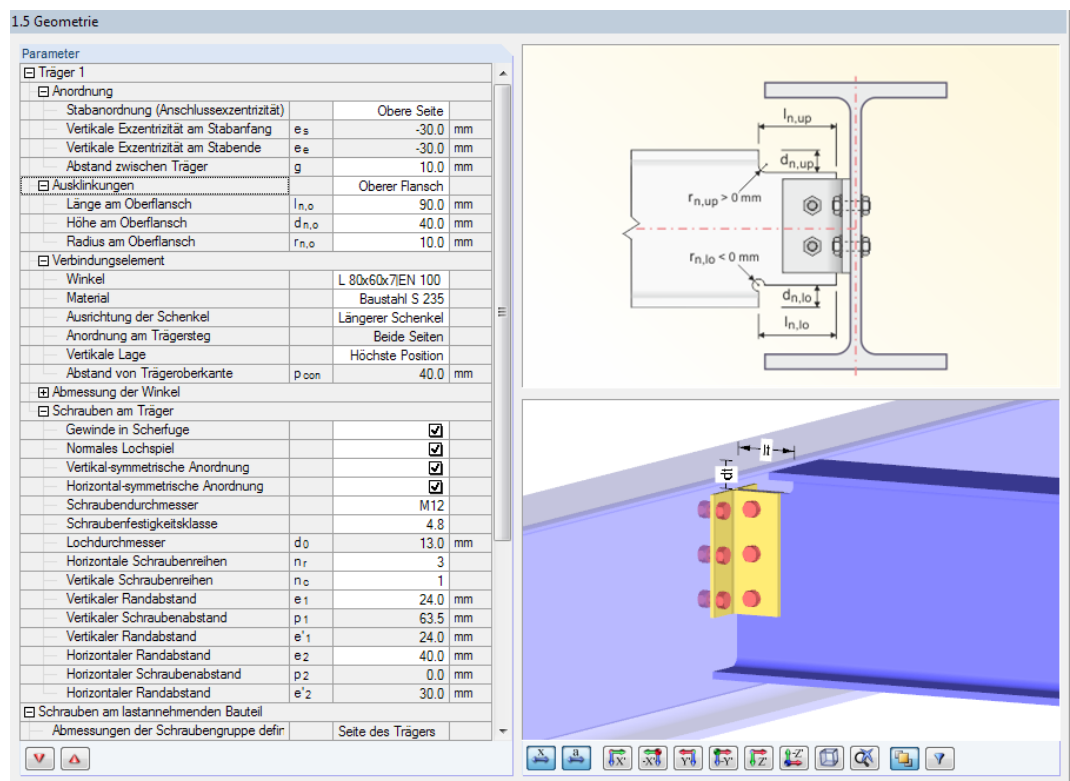 1.5 Geometrie
Parameter
Träger 1
Anordnung
Stabanordnung (Anschlussexzentrizität) Obere Seite
Vertikale Exzentrizität am Stabanfang es -30.0 mm
Vertikale Exzentrizität am Stabende ee -30.0 mm
Abstand zwischen Träger g 10.0 mm
Ausklinkungen Oberer Flansch
Länge am Oberflansch ln,o 90.0 mm
Höhe am Oberflansch dn,o 40.0 mm
Radius am Oberflansch rn,o 10.0 mm
Verbindungselement
Winkel L 80x60x7|EN 100
Material Baustahl S 235
Ausrichtung der Schenkel Längerer Schenkel
Anordnung am Trägersteg Beide Seiten
Vertikale Lage Höchste Position
Abstand von Trägeroberkante pcon 40.0 mm
Abmessung der Winkel
Schrauben am Träger
Gewinde in Scherfuge
Normales Lochspiel
Vertikal-symmetrische Anordnung
Horizontal-symmetrische Anordnung
Schraubendurchmesser M12
Schraubenfestigkeitsklasse 4.8
Lochdurchmesser d0 13.0 mm
Horizontale Schraubenreihen nr 3
Vertikale Schraubenreihen nc 1
Vertikaler Randabstand e1 24.0 mm
Vertikaler Schraubenabstand p1 63.5 mm
Vertikaler Randabstand e'1 24.0 mm
Horizontaler Randabstand e2 40.0 mm
Horizontaler Schraubenabstand p2 0.0 mm
Horizontaler Randabstand e'2 30.0 mm
Schrauben am lastannehmenden Bauteil
Abmessungen der Schraubengruppe defir Seite des Trägers
ln,up
dn,up
rn,up > 0 mm
rn,lo < 0 mm
dn,lo
ln,lo
lt
dt
X
a
X'
-X'
Y'
-Y'
Z'
-Z'